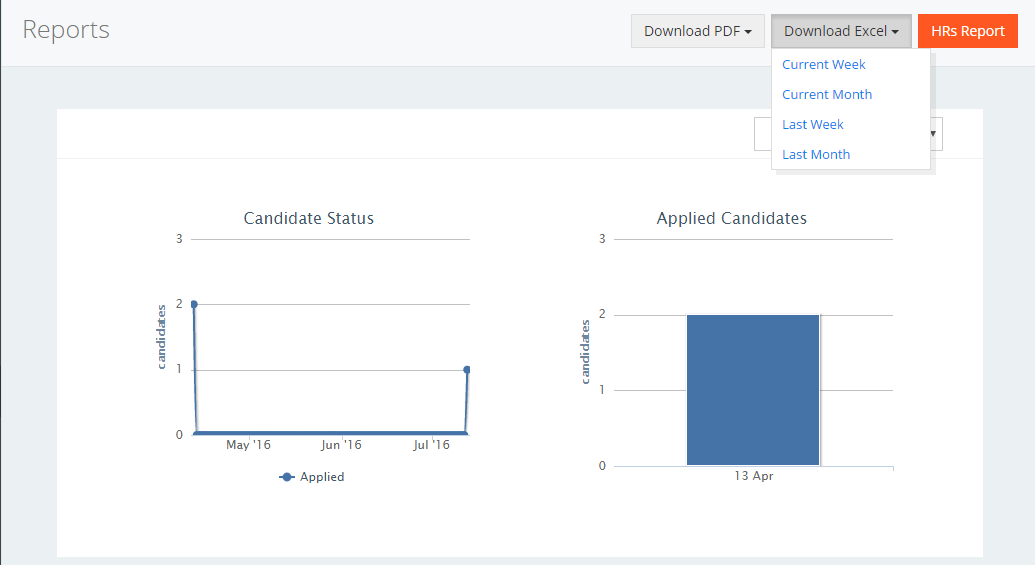 Reports
Download PDF
Download Excel
HRs Report
Current Week
Current Month
Last Week
Last Month
Candidate Status
3
2
1
0
candidates
May '16
Jun '16
Jul '16
Applied
Applied Candidates
3
2
1
0
candidates
13 Apr